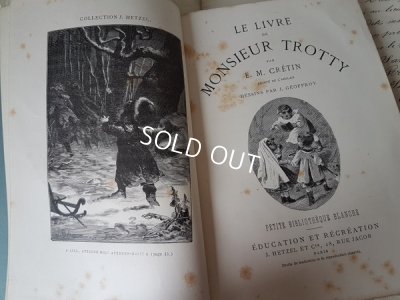 COLLECTION J. HETZEL.
LE LIVRE
DE
MONSIEUR TROTTY
PAR
E. M. CRÉTIN
DESSINS PAR J. GEOFFROY
SOLD OUT
PETITE BIBLIOTHÈQUE BLANCHE
ÉDUCATION ET RÉCRÉATION
J. HETZEL ET Cie, 18, RUE JACOB
PARIS